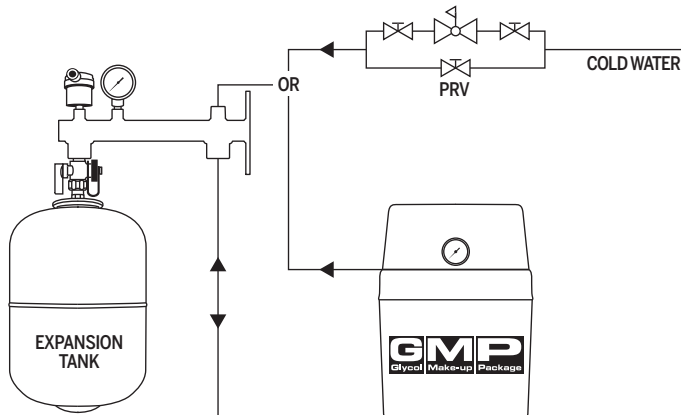 COLD WATER
OR
PRV
EXPANSION
TANK
GMP
Glycol Make-up Package